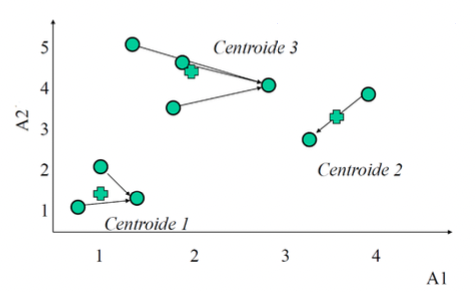 5
Centroide 3
4
A2
3
2
Centroide 2
1
Centroide 1
1 2 3 4
A1